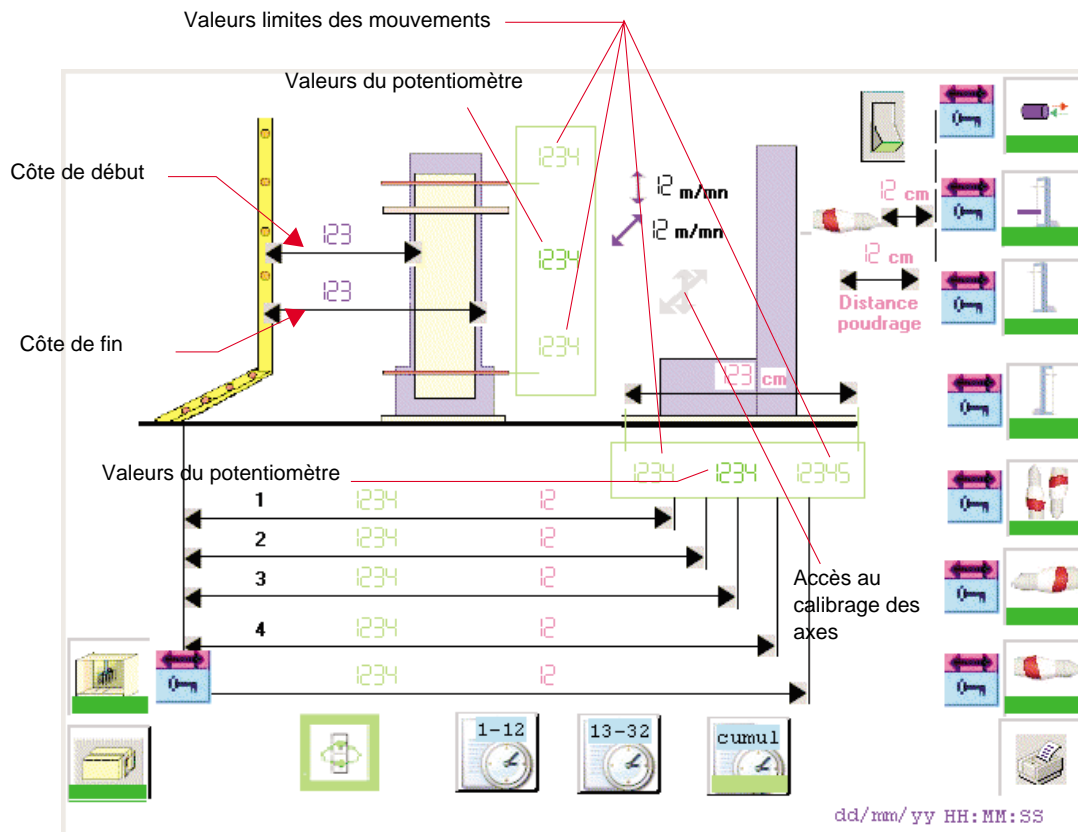 Valeurs limites des mouvements
Valeurs du potentiomètre
1234
Côte de début
12 m/mn
12 cm
123
12 m/mn
1234
12 cm
123
Distance
poudrage
Côte de fin
1234
123 cm
Valeurs du potentiomètre
1234
1234
12345
1
1234
12
2
1234
12
3
1234
12
Accès au
calibrage des
axes
4
1234
12
1234
12
1-12
13-32
cumul
dd/mm/yy HH:MM:SS